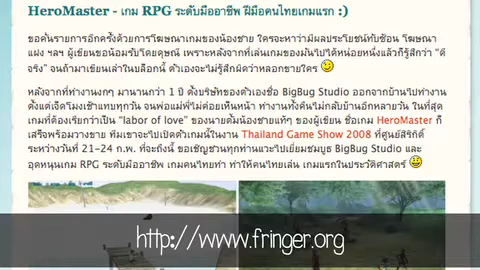 HeroMaster - เกม RPG ระดับมืออาชีพ ฝีมือคนไทยเกมแรก :)
ขอคั่นรายการอีกครั้งด้วยการโฆษณาเกมของน้องชาย ใครจะหาว่ามีผลประโยชน์ทับซ้อน โฆษณา
แฝง ฯลฯ ผู้เขียนขอน้อมรับโดยดุษณี เพราะหลังจากที่เล่นเกมของมันไปได้หน่อยหนึ่งแล้วก็รู้สึกว่า "ดี
จริง" จนถ้ามาเขียนเล่าในบล็อกนี้ ตัวเองจะไม่รู้สึกผิดว่าหลอกขายใคร
หลังจากที่ทำงานงกๆ มานานกว่า 1 ปี ตั้งบริษัทของตัวเองชื่อ BigBug Studio ออกจากบ้านไปทำงาน
ตั้งแต่เจ็ดโมงเช้าแทบทุกวัน จนพ่อแม่พี่ไม่ค่อยเห็นหน้า ทำงานทั้งคืนไม่กลับบ้านอีกหลายวัน ในที่สุด
เกมที่ต้องเรียกว่าเป็น "labor of love" ของนายตั้มน้องชายแท้ๆ ของผู้เขียน ชื่อเกม HeroMaster ก็
เสร็จพร้อมวางขาย ทีมเขาจะไปเปิดตัวเกมนี้ในงาน Thailand Game Show 2008 ที่ศูนย์สิริกิติ์
ระหว่างวันที่ 21-24 ก.พ. ที่จะถึงนี้ ขอเชิญชวนทุกท่านแวะไปเยี่ยมชมบูธ BigBug Studio และ
อุดหนุนเกม RPG ระดับมืออาชีพ เกมคนไทยทำ ทำให้คนไทยเล่น เกมแรกในประวัติศาสตร์
http://www.fringer.org